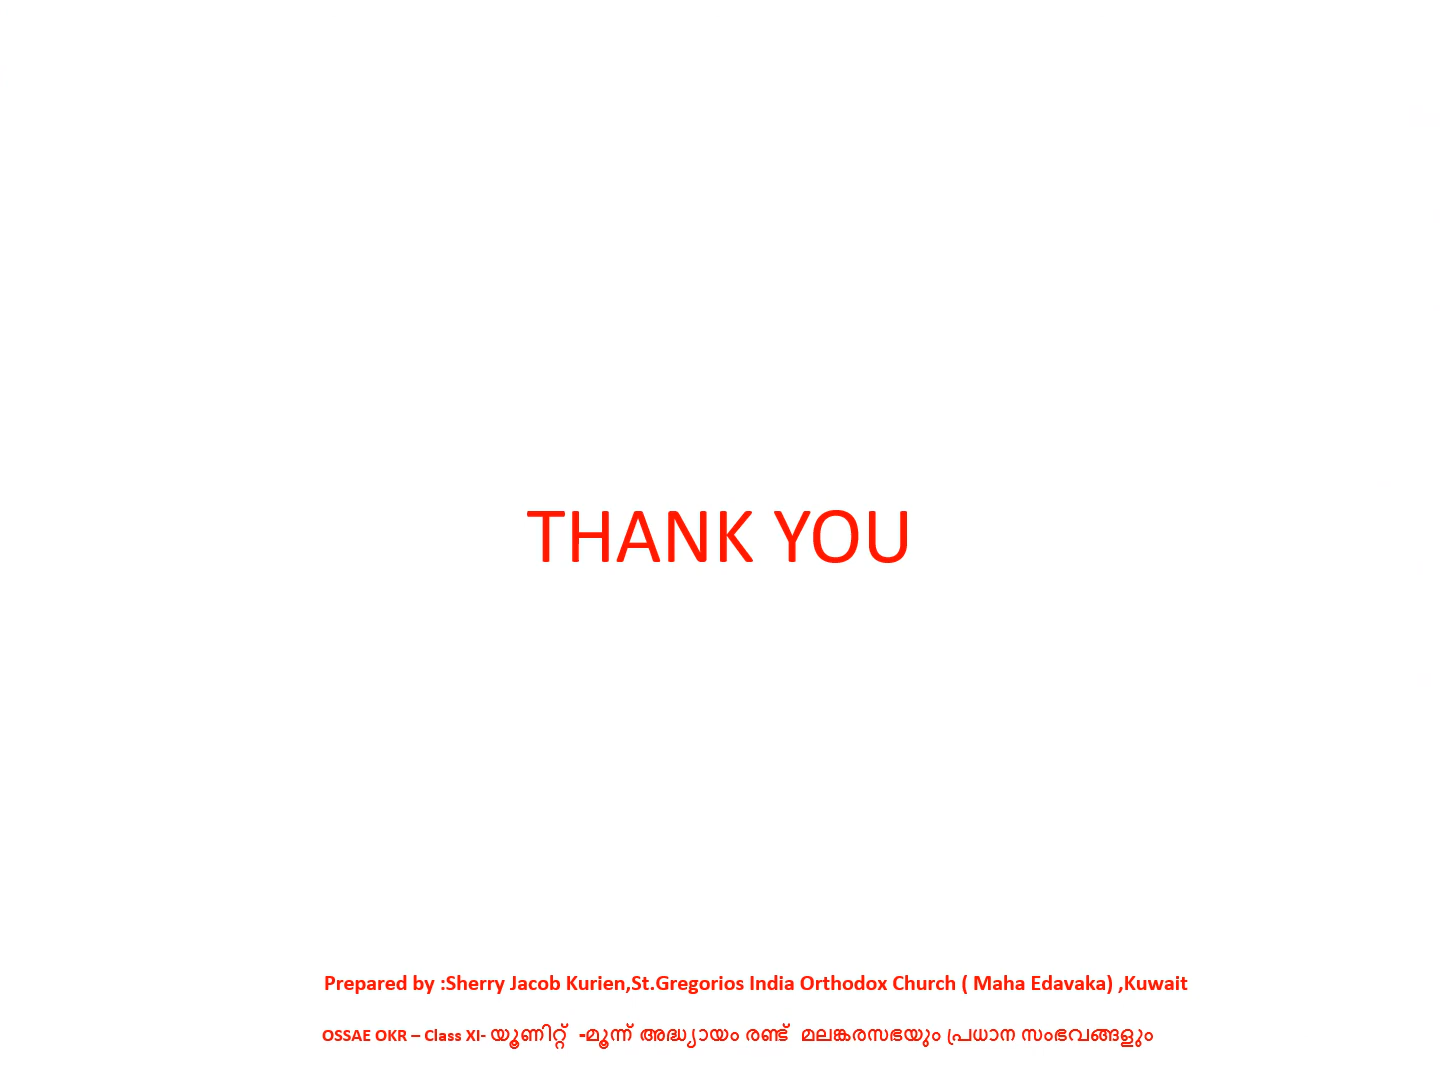 THANK YOU
Prepared by :Sherry Jacob Kurien,St.Gregorios India Orthodox Church ( Maha Edavaka) ,Kuwait
OSSAE OKR – Class XI- യൂണിറ്റ് -മൂന്ന് അദ്ധ്യായം രണ്ട് മലങ്കരസഭയും പ്രധാന സംഭവങ്ങളും